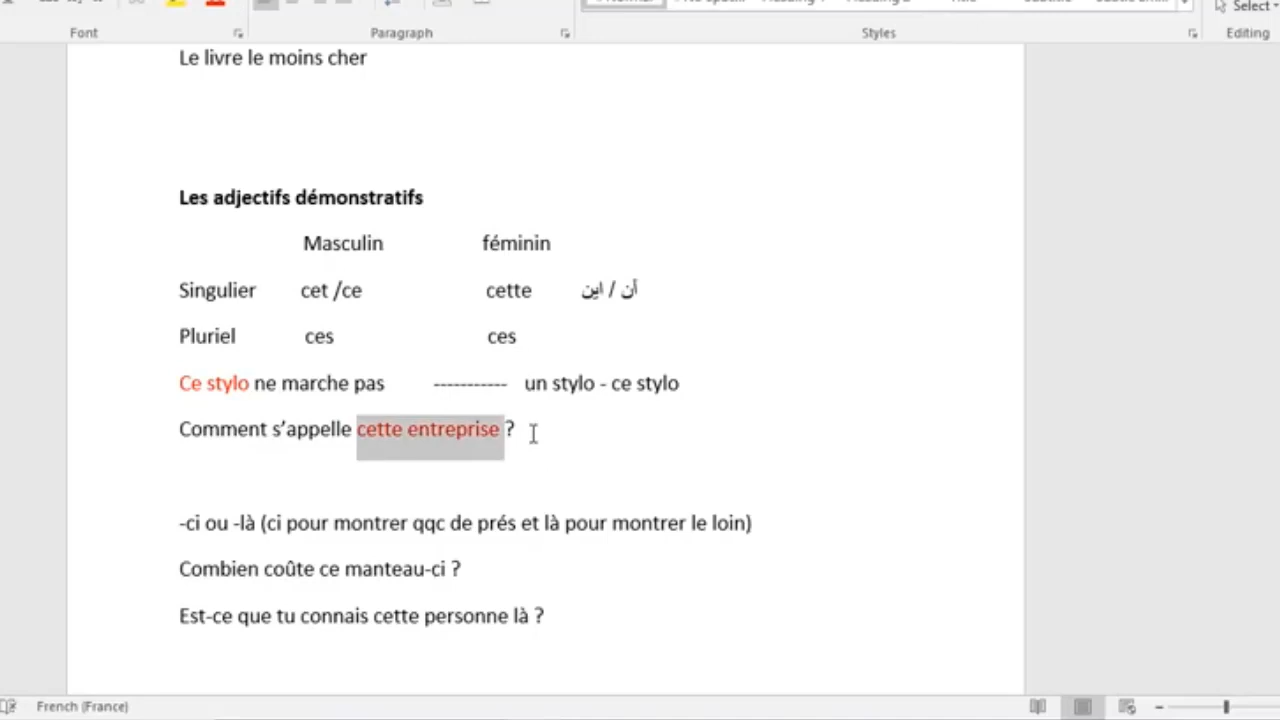 Select
Font
Paragraph
Styles
Editing
Le livre le moins cher
Les adjectifs démonstratifs
Masculin féminin
Singulier cet /ce cette آن / این
Pluriel ces ces
Ce stylo ne marche pas ----------- un stylo - ce stylo
Comment s’appelle cette entreprise ?
-ci ou -là (ci pour montrer qqc de prés et là pour montrer le loin)
Combien coûte ce manteau-ci ?
Est-ce que tu connais cette personne là ?
French (France)